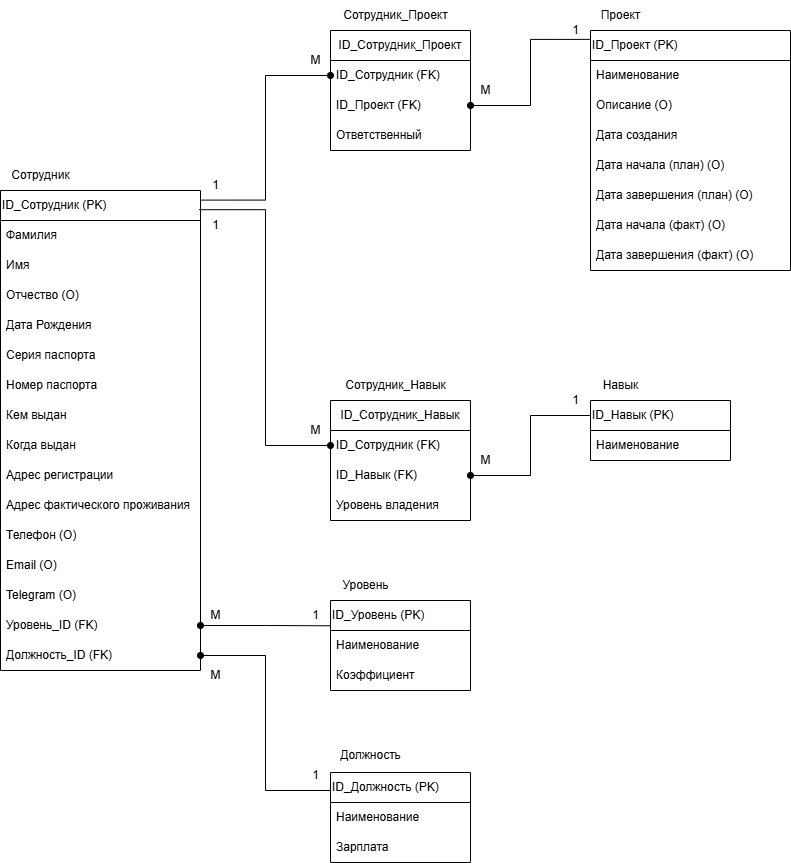 Сотрудник_Проект
ID_Сотрудник_Проект
ID_Сотрудник (FK)
ID_Проект (FK)
Ответственный
М
М
1
Проект
ID_Проект (PK)
Наименование
Описание (О)
Дата создания
Дата начала (план) (О)
Дата завершения (план) (О)
Дата начала (факт) (О)
Дата завершения (факт) (О)
Сотрудник
1
1
ID_Сотрудник (PK)
Фамилия
Имя
Отчество (О)
Дата Рождения
Серия паспорта
Номер паспорта
Кем выдан
Когда выдан
Адрес регистрации
Адрес фактического проживания
Телефон (О)
Email (О)
Telegram (О)
Уровень_ID (FK)
Должность_ID (FK)
Сотрудник_Навык
ID_Сотрудник_Навык
ID_Сотрудник (FK)
ID_Навык (FK)
Уровень владения
М
М
1
Навык
ID_Навык (PK)
Наименование
М
1
Уровень
ID_Уровень (PK)
Наименование
Коэффициент
М
1
Должность
ID_Должность (PK)
Наименование
Зарплата